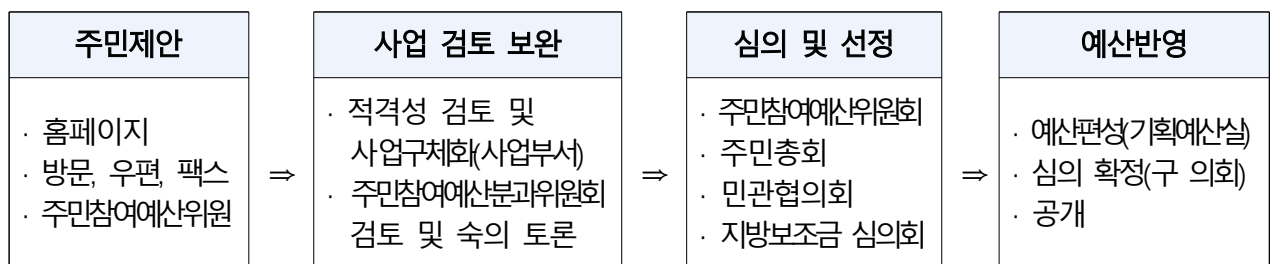 주민제안
· 홈페이지
· 방문, 우편, 팩스
· 주민참여예산위원
⇒
사업 검토 보완
· 적격성 검토 및
사업구체화(사업부서)
· 주민참여예산분과위원회
검토 및 숙의 토론
⇒
심의 및 선정
· 주민참여예산위원회
· 주민총회
· 민관협의회
· 지방보조금 심의회
⇒
예산반영
· 예산편성(기획예산실)
· 심의 확정(구 의회)
· 공개